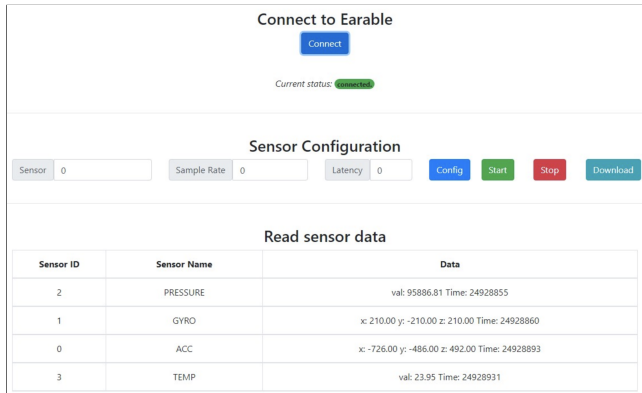 Connect to Earable
Connect
Current status: connected.
Sensor Configuration
Sensor 0 Sample Rate 0 Latency 0 Config Start Stop Download
Read sensor data
Sensor ID Sensor Name Data
2 PRESSURE val: 95886.81 Time: 24928855
1 GYRO x: 210.00 y: -210.00 z: 210.00 Time: 24928860
0 ACC x: -726.00 y: -486.00 z: 492.00 Time: 24928893
3 TEMP val: 23.95 Time: 24928931